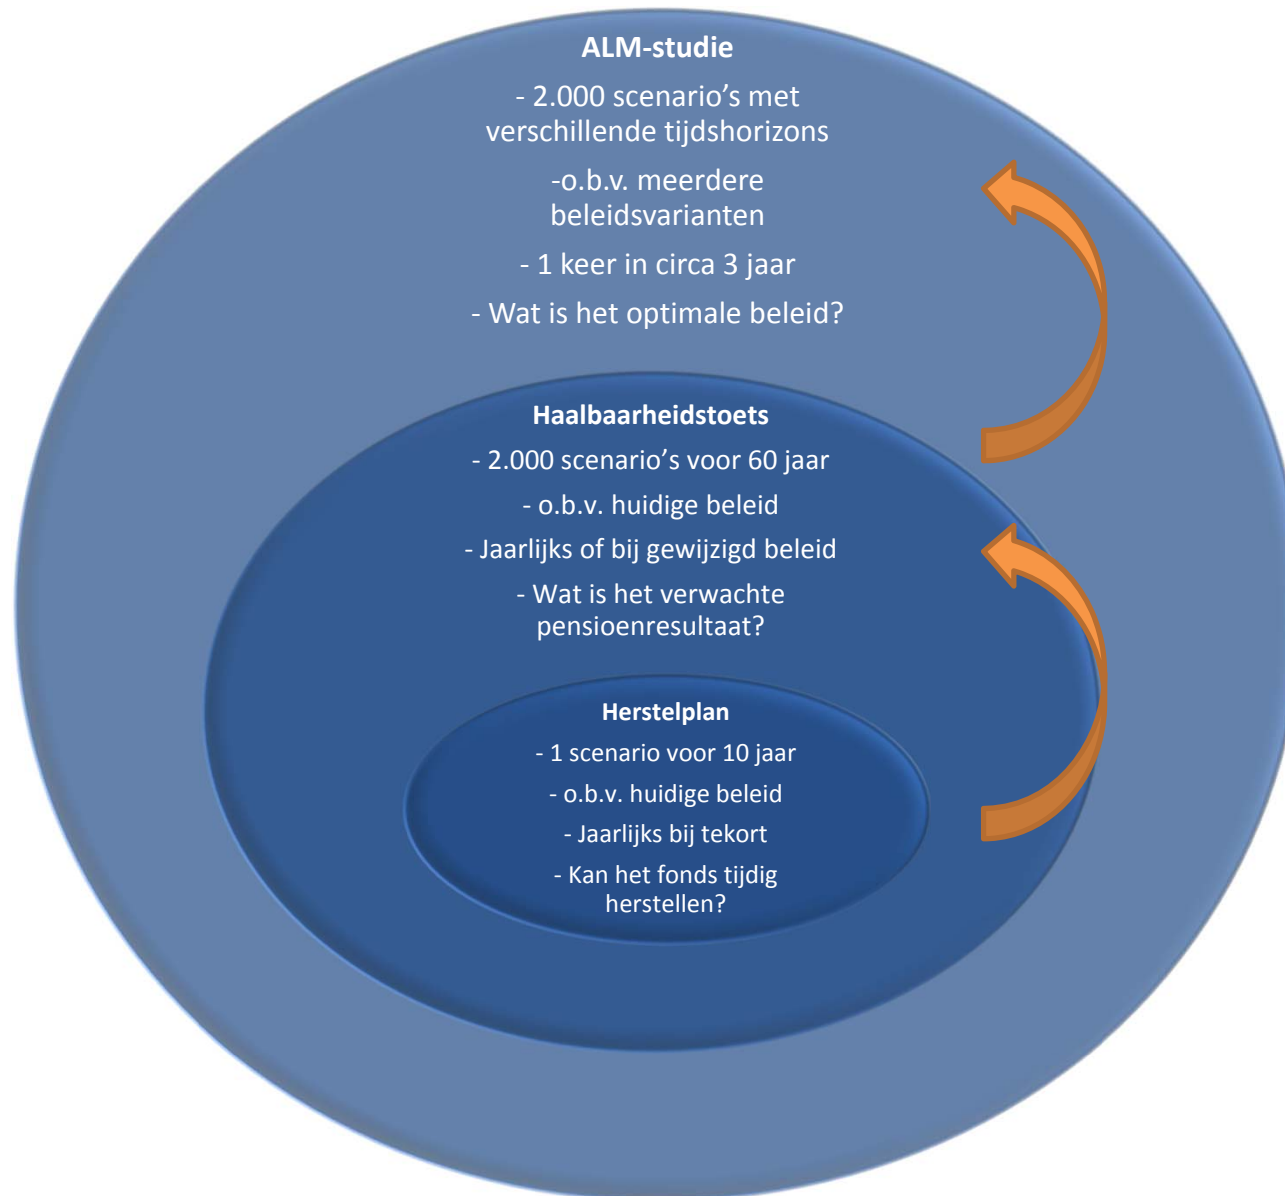 ALM-studie
- 2.000 scenario’s met
verschillende tijdshorizons
-o.b.v. meerdere
beleidsvarianten
- 1 keer in circa 3 jaar
- Wat is het optimale beleid?
Haalbaarheidstoets
- 2.000 scenario’s voor 60 jaar
- o.b.v. huidige beleid
- Jaarlijks of bij gewijzigd beleid
- Wat is het verwachte
pensioenresultaat?
Herstelplan
- 1 scenario voor 10 jaar
- o.b.v. huidige beleid
- Jaarlijks bij tekort
- Kan het fonds tijdig
herstellen?